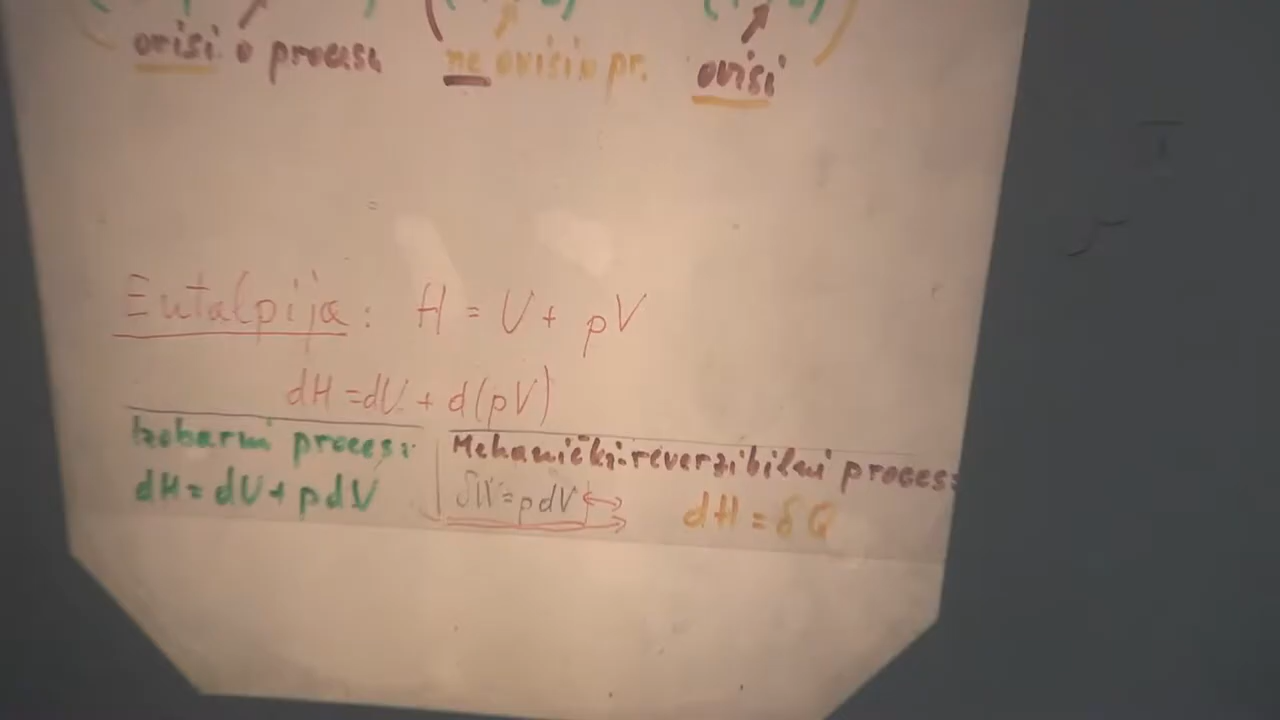 ovisi o procesu
ne ovisi o pr.
ovisi
Entalpija: H = U + pV
dH = dU + d(pV)
Izobarni proces:
dH = dU + pdV
Mehanički-reverzibilni proces:
δW = pdV
dH = δQ